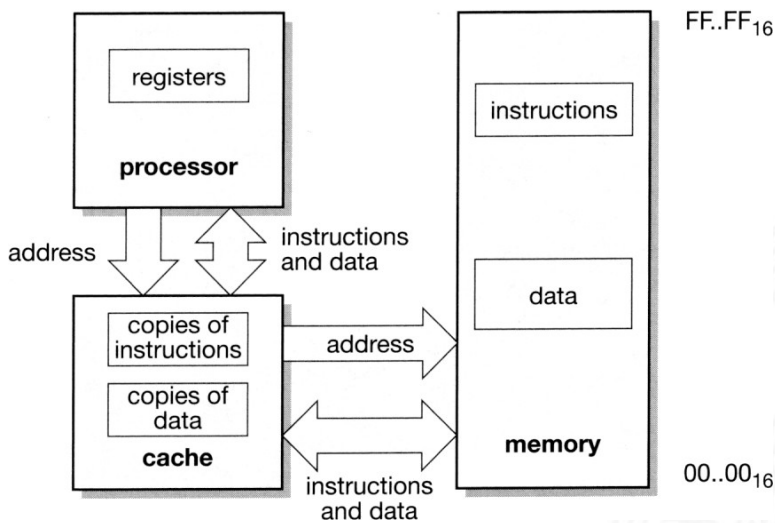 FF..FF₁₆
registers
instructions
processor
address
instructions
and data
data
copies of
instructions
address
copies of
data
cache
memory
00..00₁₆
instructions
and data